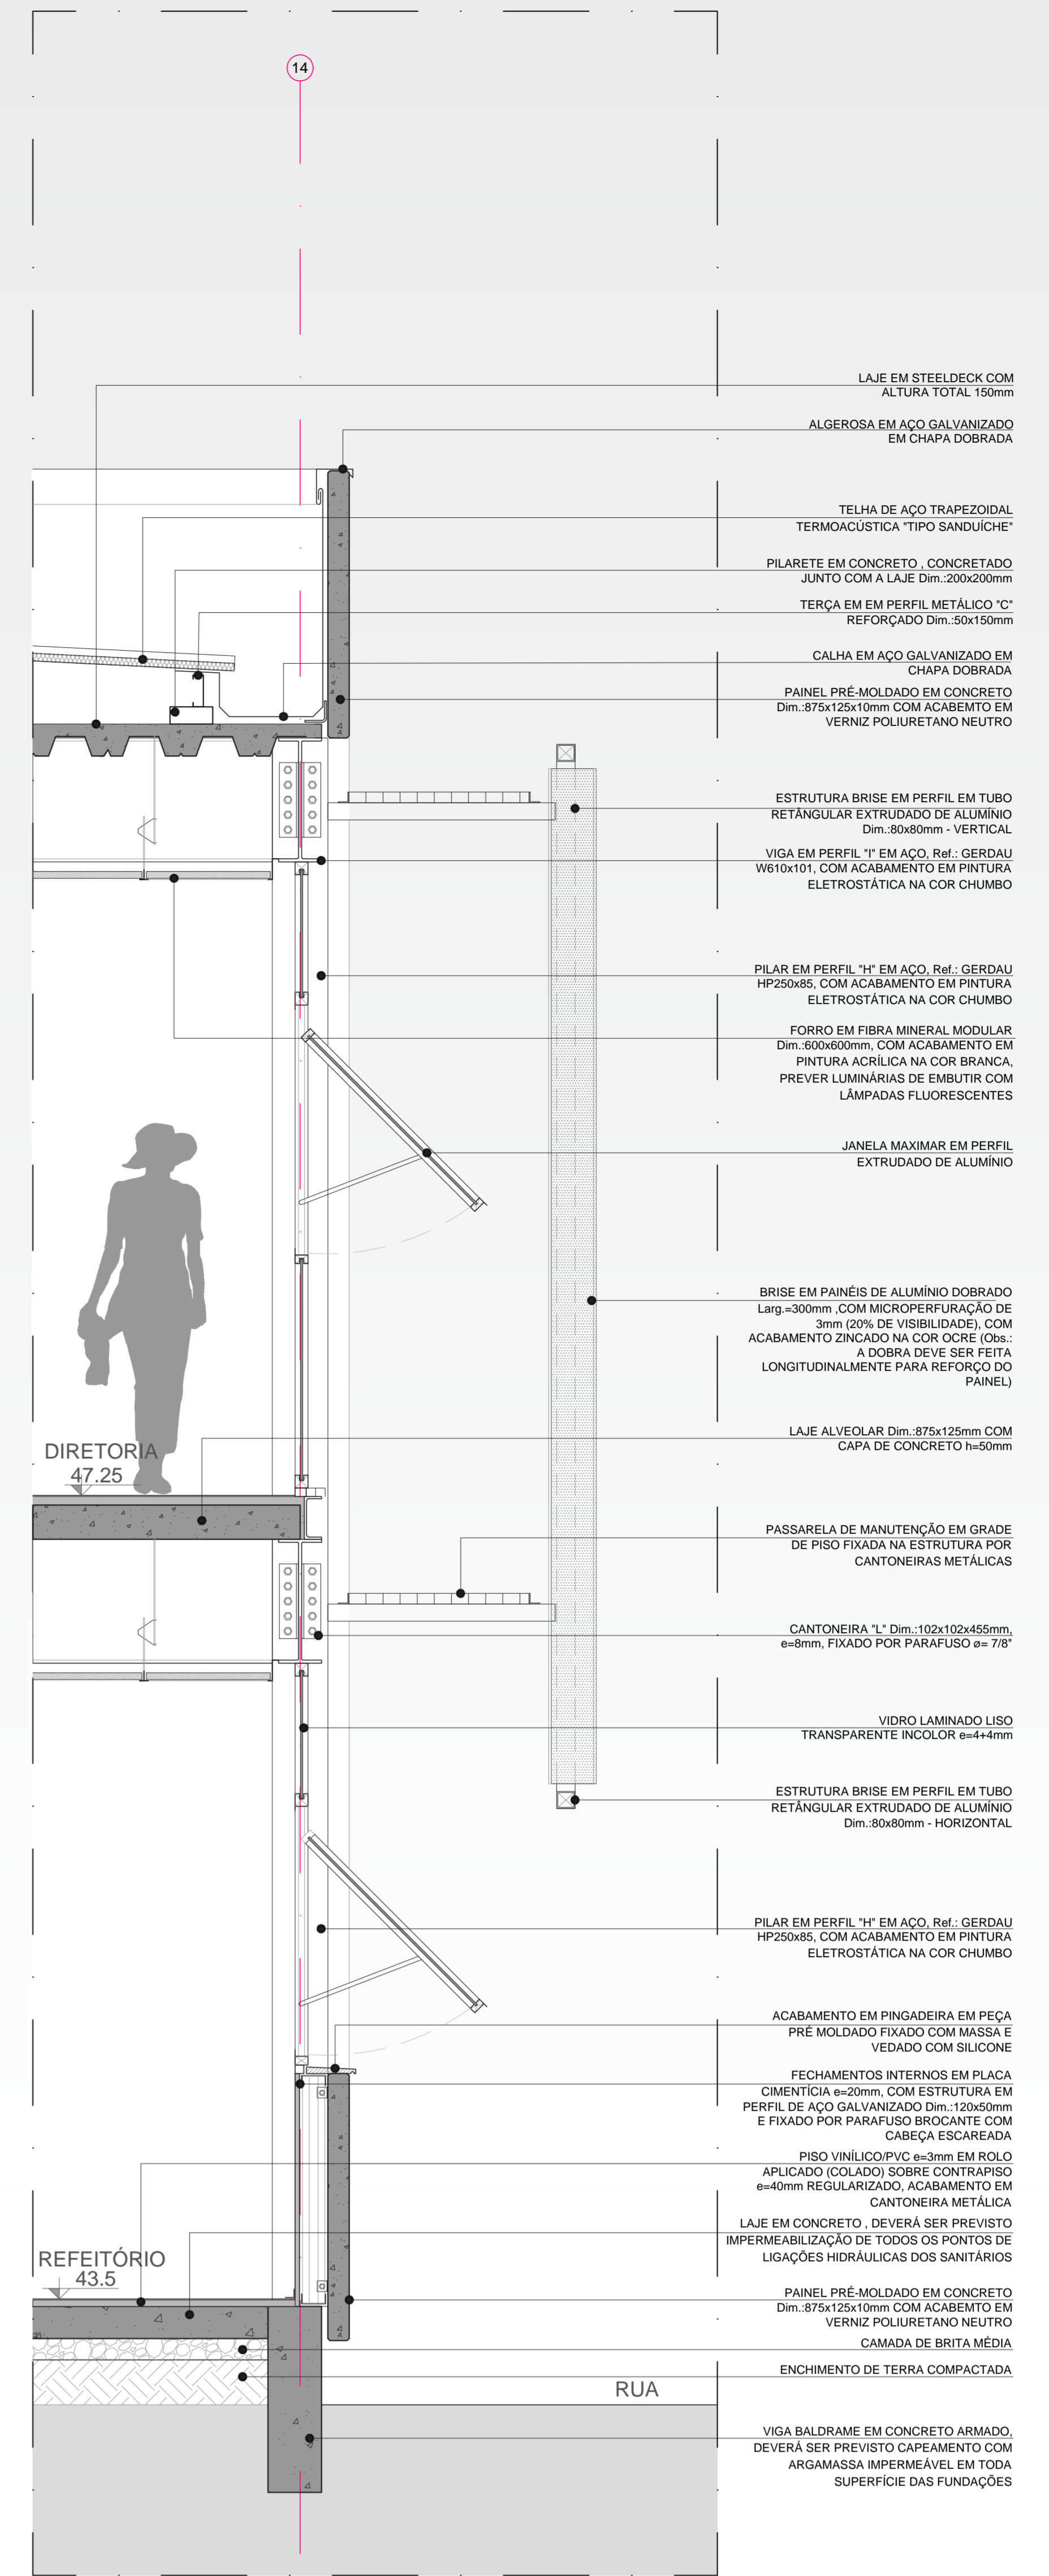 14
LAJE EM STEELDECK COM
ALTURA TOTAL 150mm
ALGEROSA EM AÇO GALVANIZADO
EM CHAPA DOBRADA
TELHA DE AÇO TRAPEZOIDAL
TERMOACÚSTICA "TIPO SANDUÍCHE"
PILARETE EM CONCRETO , CONCRETADO
JUNTO COM A LAJE Dim.:200x200mm
TERÇA EM EM PERFIL METÁLICO "C"
REFORÇADO Dim.:50x150mm
CALHA EM AÇO GALVANIZADO EM
CHAPA DOBRADA
PAINEL PRÉ-MOLDADO EM CONCRETO
Dim.:875x125x10mm COM ACABEMTO EM
VERNIZ POLIURETANO NEUTRO
ESTRUTURA BRISE EM PERFIL EM TUBO
RETÂNGULAR EXTRUDADO DE ALUMÍNIO
Dim.:80x80mm - VERTICAL
VIGA EM PERFIL "I" EM AÇO, Ref.: GERDAU
W610x101, COM ACABAMENTO EM PINTURA
ELETROSTÁTICA NA COR CHUMBO
PILAR EM PERFIL "H" EM AÇO, Ref.: GERDAU
HP250x85, COM ACABAMENTO EM PINTURA
ELETROSTÁTICA NA COR CHUMBO
FORRO EM FIBRA MINERAL MODULAR
Dim.:600x600mm, COM ACABAMENTO EM
PINTURA ACRÍLICA NA COR BRANCA,
PREVER LUMINÁRIAS DE EMBUTIR COM
LÂMPADAS FLUORESCENTES
JANELA MAXIMAR EM PERFIL
EXTRUDADO DE ALUMÍNIO
BRISE EM PAINÉIS DE ALUMÍNIO DOBRADO
Larg.=300mm ,COM MICROPERFURAÇÃO DE
3mm (20% DE VISIBILIDADE), COM
ACABAMENTO ZINCADO NA COR OCRE (Obs.:
A DOBRA DEVE SER FEITA
LONGITUDINALMENTE PARA REFORÇO DO
PAINEL)
LAJE ALVEOLAR Dim.:875x125mm COM
CAPA DE CONCRETO h=50mm
DIRETORIA
47.25
PASSARELA DE MANUTENÇÃO EM GRADE
DE PISO FIXADA NA ESTRUTURA POR
CANTONEIRAS METÁLICAS
CANTONEIRA "L" Dim.:102x102x455mm,
e=8mm, FIXADO POR PARAFUSO ø= 7/8"
VIDRO LAMINADO LISO
TRANSPARENTE INCOLOR e=4+4mm
ESTRUTURA BRISE EM PERFIL EM TUBO
RETÂNGULAR EXTRUDADO DE ALUMÍNIO
Dim.:80x80mm - HORIZONTAL
PILAR EM PERFIL "H" EM AÇO, Ref.: GERDAU
HP250x85, COM ACABAMENTO EM PINTURA
ELETROSTÁTICA NA COR CHUMBO
ACABAMENTO EM PINGADEIRA EM PEÇA
PRÉ MOLDADO FIXADO COM MASSA E
VEDADO COM SILICONE
FECHAMENTOS INTERNOS EM PLACA
CIMENTÍCIA e=20mm, COM ESTRUTURA EM
PERFIL DE AÇO GALVANIZADO Dim.:120x50mm
E FIXADO POR PARAFUSO BROCANTE COM
CABEÇA ESCAREADA
PISO VINÍLICO/PVC e=3mm EM ROLO
APLICADO (COLADO) SOBRE CONTRAPISO
e=40mm REGULARIZADO, ACABAMENTO EM
CANTONEIRA METÁLICA
LAJE EM CONCRETO , DEVERÁ SER PREVISTO
IMPERMEABILIZAÇÃO DE TODOS OS PONTOS DE
LIGAÇÕES HIDRÁULICAS DOS SANITÁRIOS
REFEITÓRIO
43.5
PAINEL PRÉ-MOLDADO EM CONCRETO
Dim.:875x125x10mm COM ACABEMTO EM
VERNIZ POLIURETANO NEUTRO
CAMADA DE BRITA MÉDIA
ENCHIMENTO DE TERRA COMPACTADA
RUA
VIGA BALDRAME EM CONCRETO ARMADO,
DEVERÁ SER PREVISTO CAPEAMENTO COM
ARGAMASSA IMPERMEÁVEL EM TODA
SUPERFÍCIE DAS FUNDAÇÕES